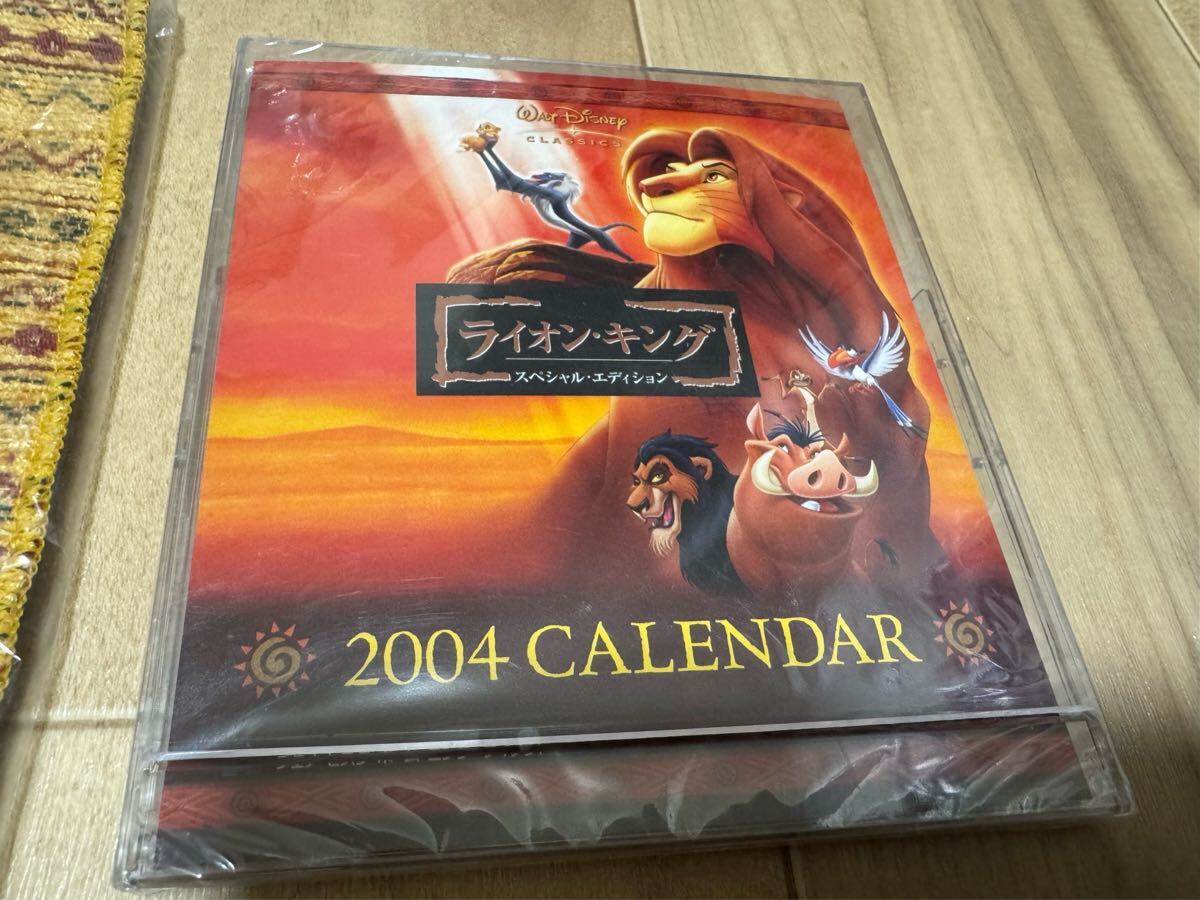 WALT DISNEY
CLASSICS
ライオン・キング
スペシャル・エディション
2004 CALENDAR